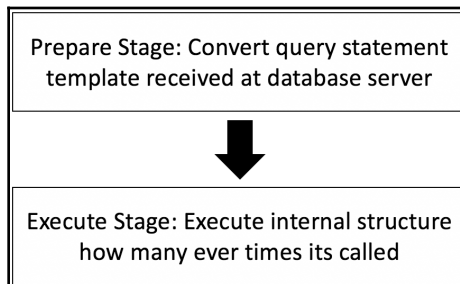 Prepare Stage: Convert query statement
template received at database server
Execute Stage: Execute internal structure
how many ever times its called